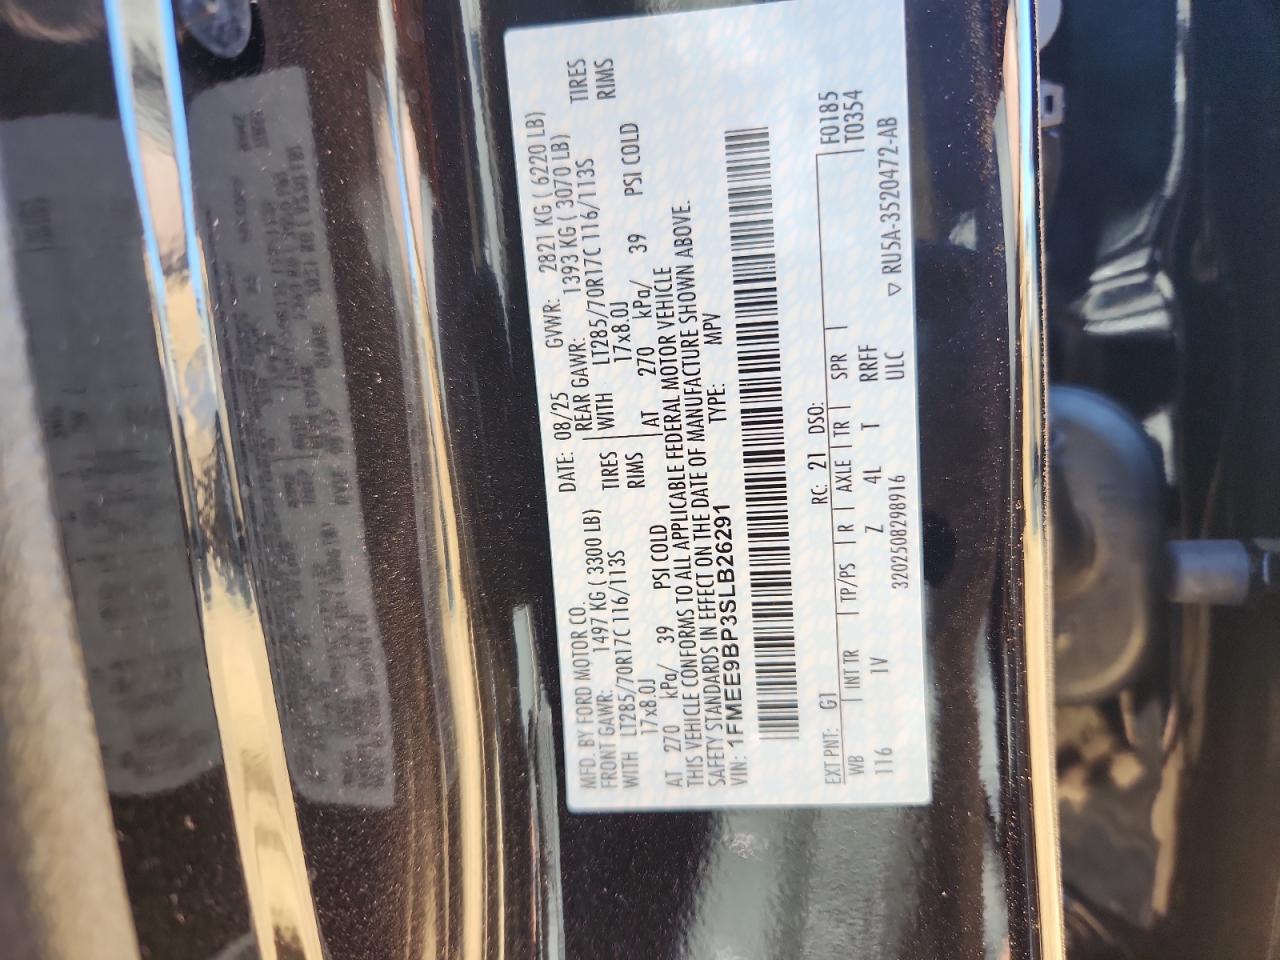 MFD. BY FORD MOTOR CO. DATE: 08/25 GVWR: 2821 KG ( 6220 LB)
FRONT GAWR: 1497 KG ( 3300 LB) REAR GAWR: 1393 KG ( 3070 LB)
WITH LT285/70R17C 116/113S TIRES WITH LT285/70R17C 116/113S TIRES
17x8.0J RIMS 17x8.0J RIMS
AT 270 kPa/ 39 PSI COLD AT 270 kPa/ 39 PSI COLD
THIS VEHICLE CONFORMS TO ALL APPLICABLE FEDERAL MOTOR VEHICLE
SAFETY STANDARDS IN EFFECT ON THE DATE OF MANUFACTURE SHOWN ABOVE.
VIN: 1FMEE9BP3SLB26291 TYPE: MPV
F0185
EXT PNT: G1 RC: 21 DSO: T0354
WB INT TR TP/PS R AXLE TR SPR
116 1V Z 4L T RRFF
320250829​8916 ULC ▽ RU5A-3520472-AB